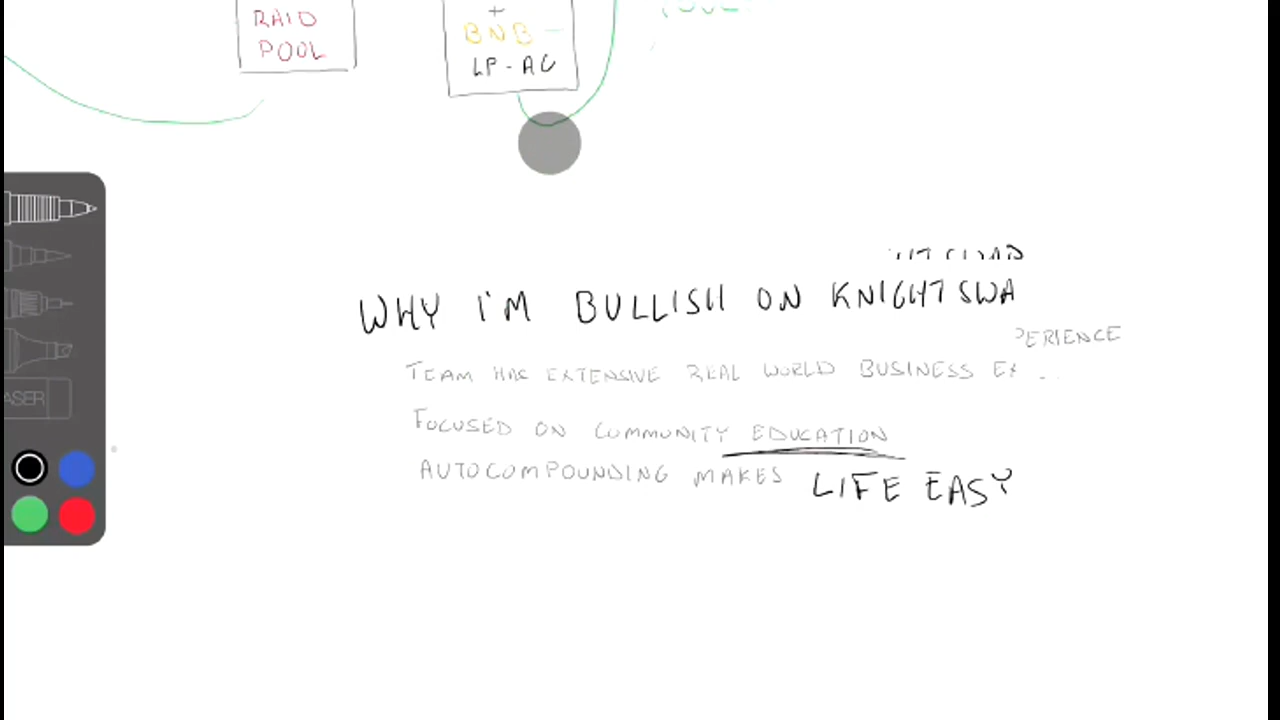 RAID
POOL
+
BNB -
LP - AC
WHY I'M BULLISH ON KNIGHTSWA
PERIENCE
TEAM HAS EXTENSIVE REAL WORLD BUSINESS EX
FOCUSED ON COMMUNITY EDUCATION
AUTOCOMPOUNDING MAKES LIFE EASY
ASER